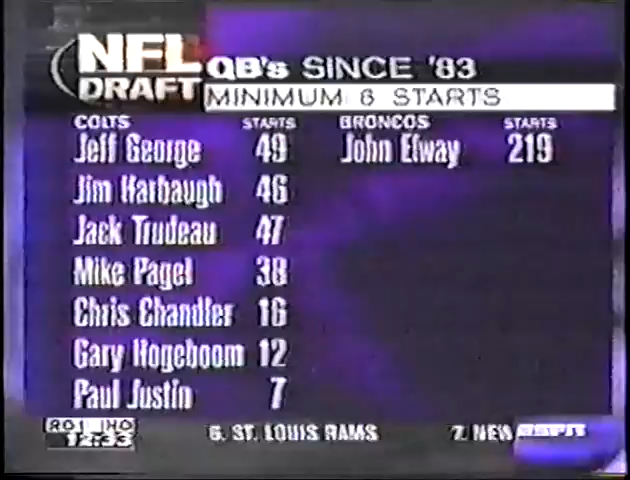 NFL DRAFT
QB's SINCE '83
MINIMUM 6 STARTS
COLTS STARTS BRONCOS STARTS
Jeff George 49 John Elway 219
Jim Harbaugh 46
Jack Trudeau 47
Mike Pagel 38
Chris Chandler 16
Gary Hogeboom 12
Paul Justin 7
12:33 6. ST. LOUIS RAMS 7. NEW ESPN